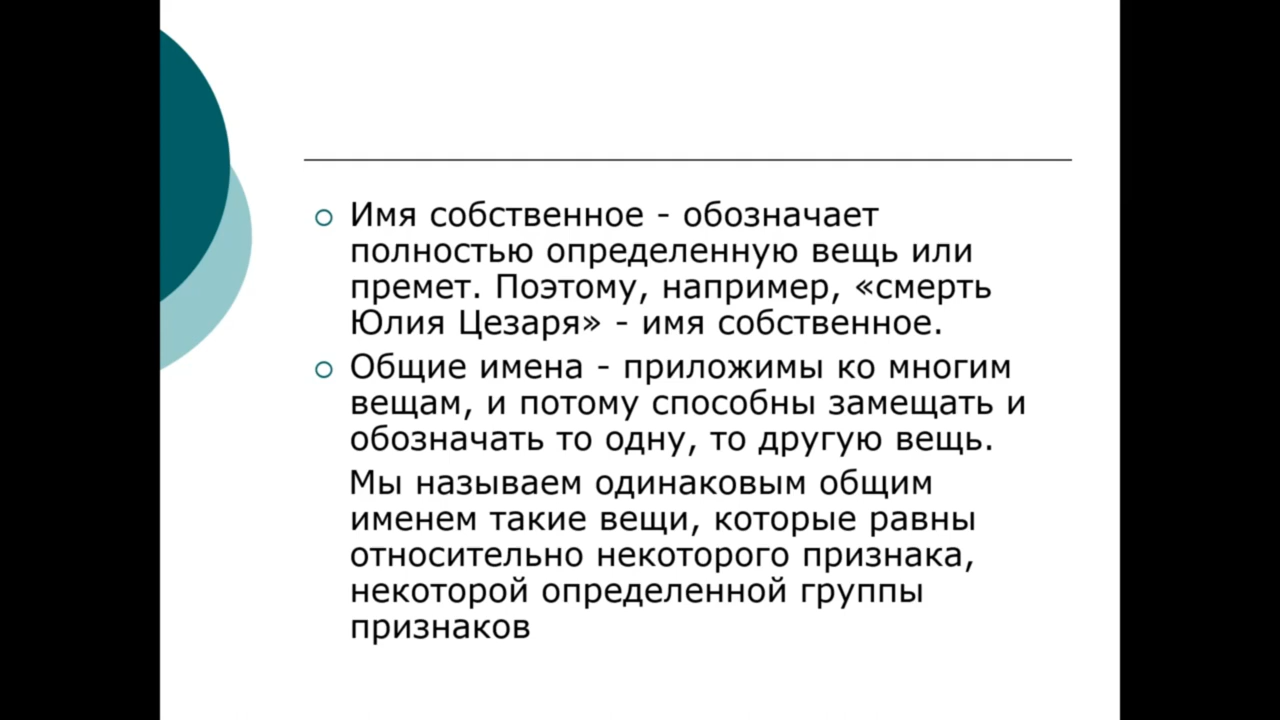 Имя собственное - обозначает
полностью определенную вещь или
премет. Поэтому, например, «смерть
Юлия Цезаря» - имя собственное.
Общие имена - приложимы ко многим
вещам, и потому способны замещать и
обозначать то одну, то другую вещь.
Мы называем одинаковым общим
именем такие вещи, которые равны
относительно некоторого признака,
некоторой определенной группы
признаков